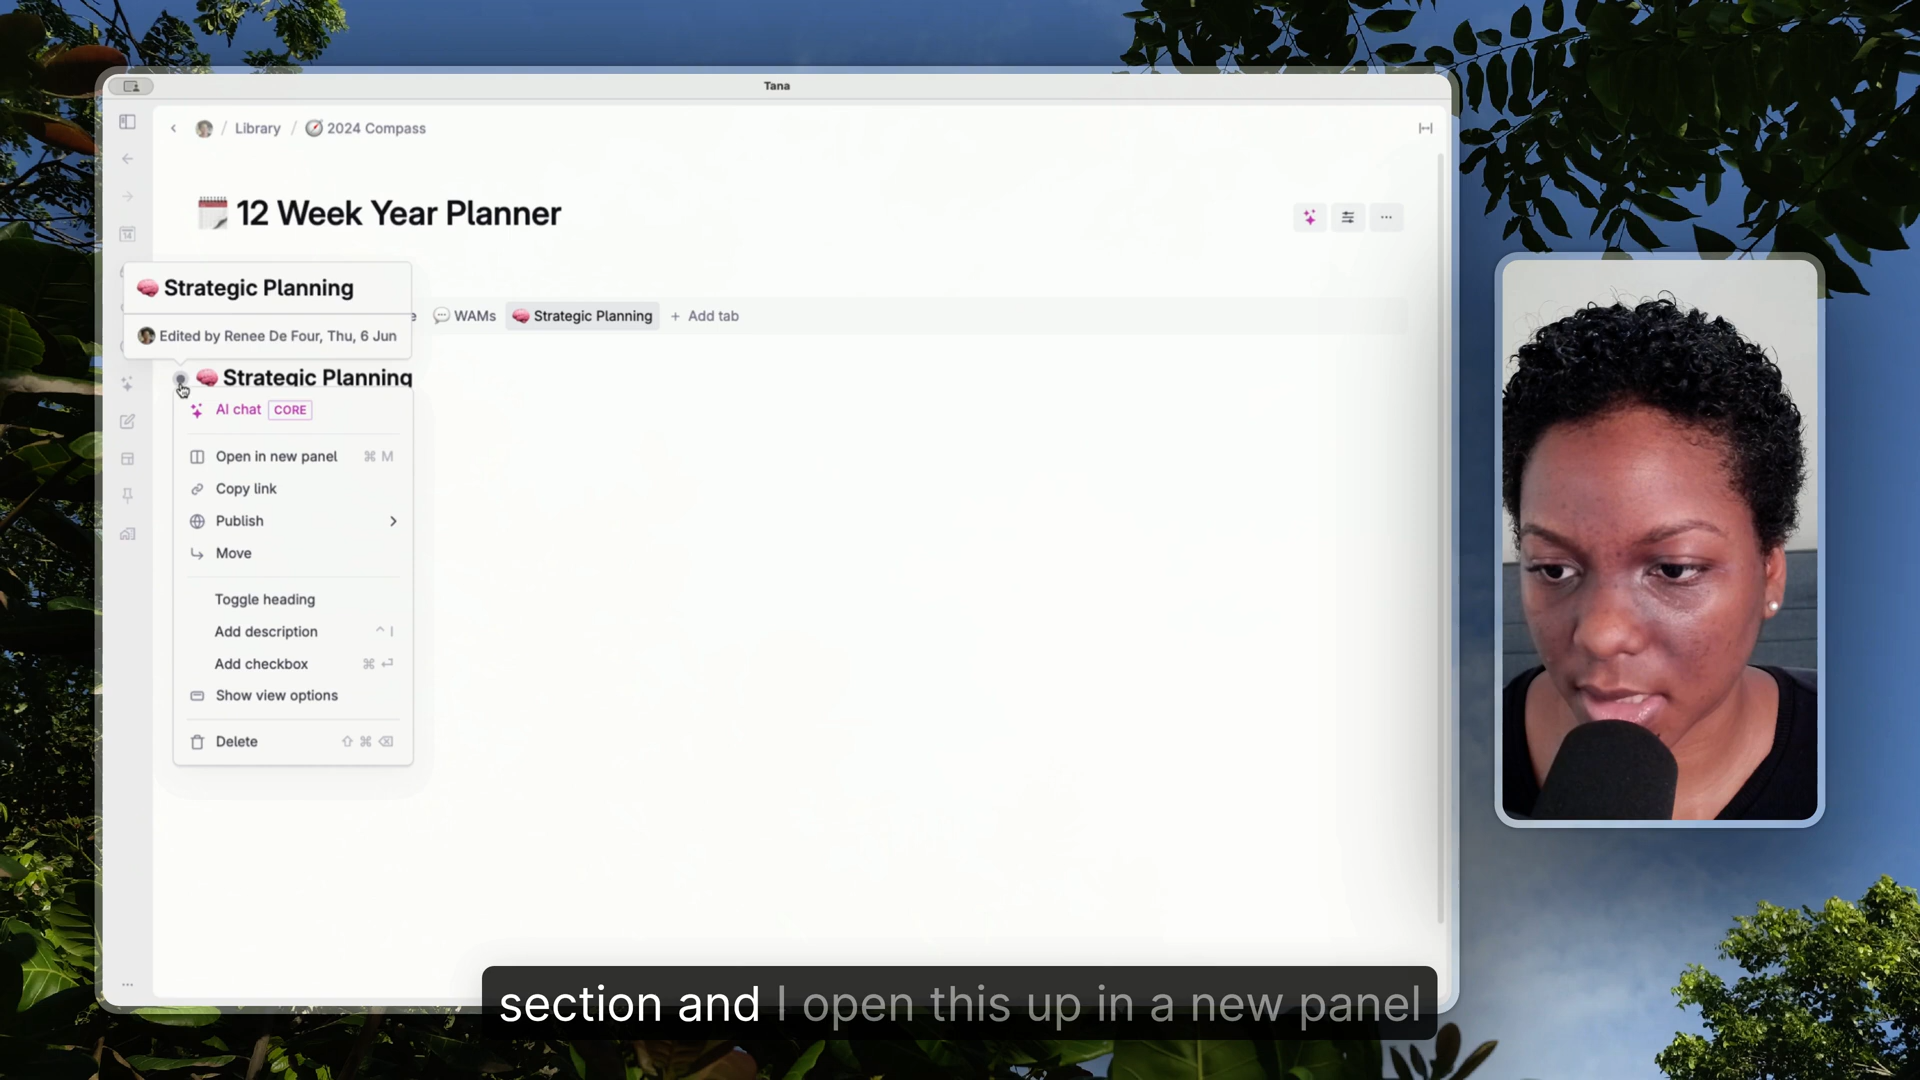 Tana
/ Library / 2024 Compass
12 Week Year Planner
Strategic Planning
Edited by Renee De Four, Thu, 6 Jun
e WAMs Strategic Planning + Add tab
Strategic Planning
AI chat CORE
Open in new panel ⌘ M
Copy link
Publish
Move
Toggle heading
Add description ^ I
Add checkbox ⌘ ↵
Show view options
Delete ⇧ ⌘ ⌫
section and I open this up in a new panel